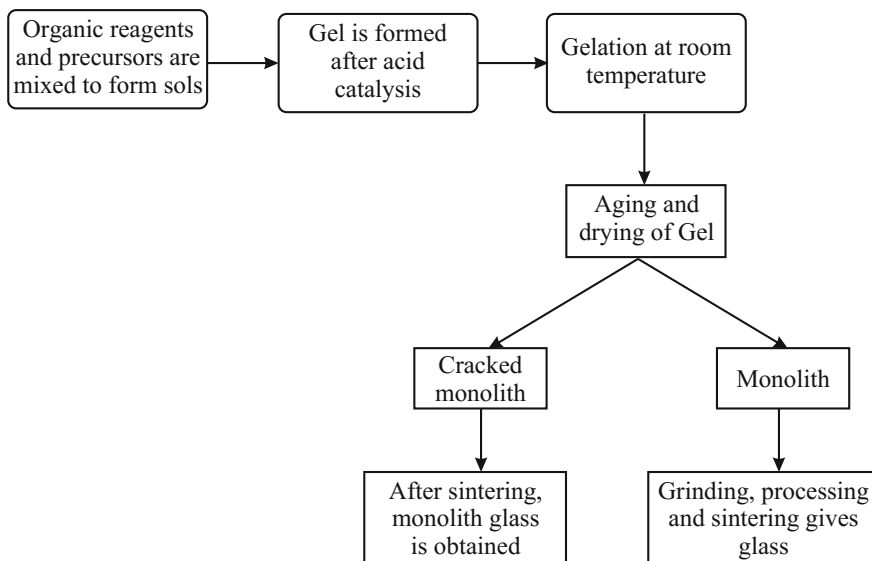 Organic reagents
and precursors are
mixed to form sols
Gel is formed
after acid
catalysis
Gelation at room
temperature
Aging and
drying of Gel
Cracked
monolith
Monolith
After sintering,
monolith glass
is obtained
Grinding, processing
and sintering gives
glass